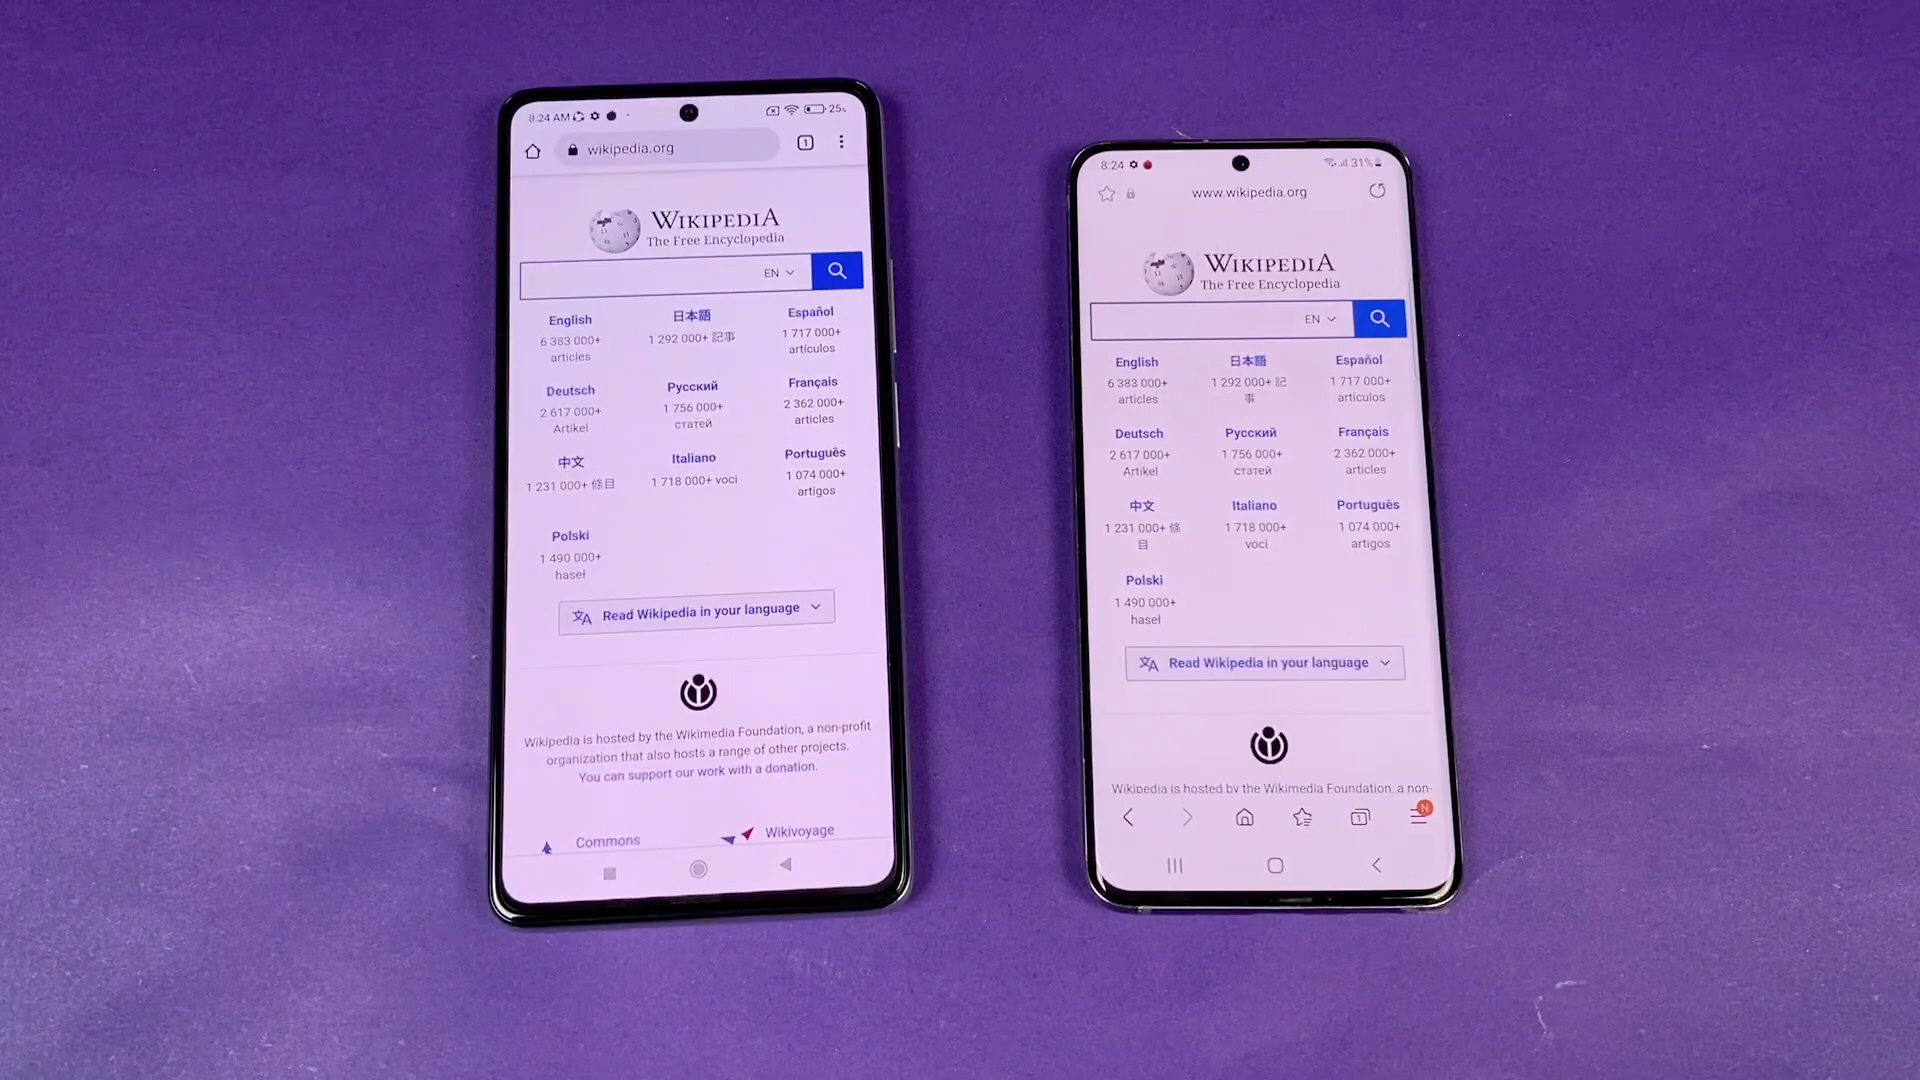 8:24 AM
25%
wikipedia.org
1
WIKIPEDIA
The Free Encyclopedia
EN
English
6 383 000+
articles
日本語
1 292 000+ 記事
Español
1 717 000+
artículos
Deutsch
2 617 000+
Artikel
Русский
1 756 000+
статей
Français
2 362 000+
articles
中文
1 231 000+ 條目
Italiano
1 718 000+ voci
Português
1 074 000+
artigos
Polski
1 490 000+
haseł
Read Wikipedia in your language
Wikipedia is hosted by the Wikimedia Foundation, a non-profit
organization that also hosts a range of other projects.
You can support our work with a donation.
Commons
Wikivoyage
8:24
31%
www.wikipedia.org
WIKIPEDIA
The Free Encyclopedia
EN
English
6 383 000+
articles
日本語
1 292 000+ 記
事
Español
1 717 000+
artículos
Deutsch
2 617 000+
Artikel
Русский
1 756 000+
статей
Français
2 362 000+
articles
中文
1 231 000+ 條
目
Italiano
1 718 000+
voci
Português
1 074 000+
artigos
Polski
1 490 000+
haseł
Read Wikipedia in your language
Wikipedia is hosted by the Wikimedia Foundation, a non-
1
N